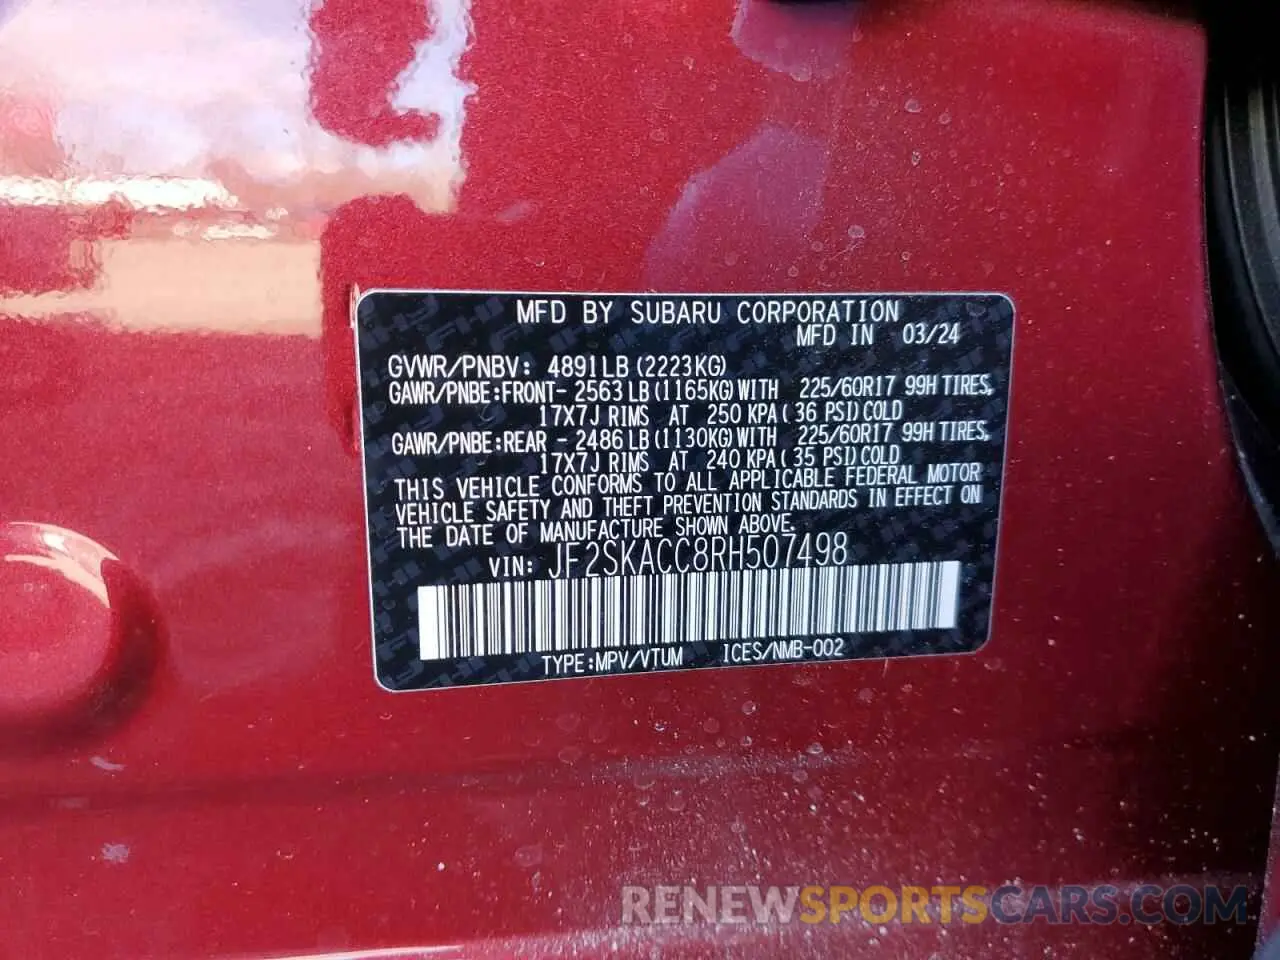 MFD BY SUBARU CORPORATION
MFD IN 03/24
GVWR/PNBV: 4891LB (2223KG)
GAWR/PNBE:FRONT- 2563 LB (1165KG) WITH 225/60R17 99H TIRES,
17X7J RIMS AT 250 KPA ( 36 PSI) COLD
GAWR/PNBE:REAR - 2486 LB (1130KG) WITH 225/60R17 99H TIRES,
17X7J RIMS AT 240 KPA ( 35 PSI) COLD
THIS VEHICLE CONFORMS TO ALL APPLICABLE FEDERAL MOTOR
VEHICLE SAFETY AND THEFT PREVENTION STANDARDS IN EFFECT ON
THE DATE OF MANUFACTURE SHOWN ABOVE.
VIN: JF2SKACC8RH507498
TYPE:MPV/VTUM ICES/NMB-002
RENEWSPORTSCARS.COM